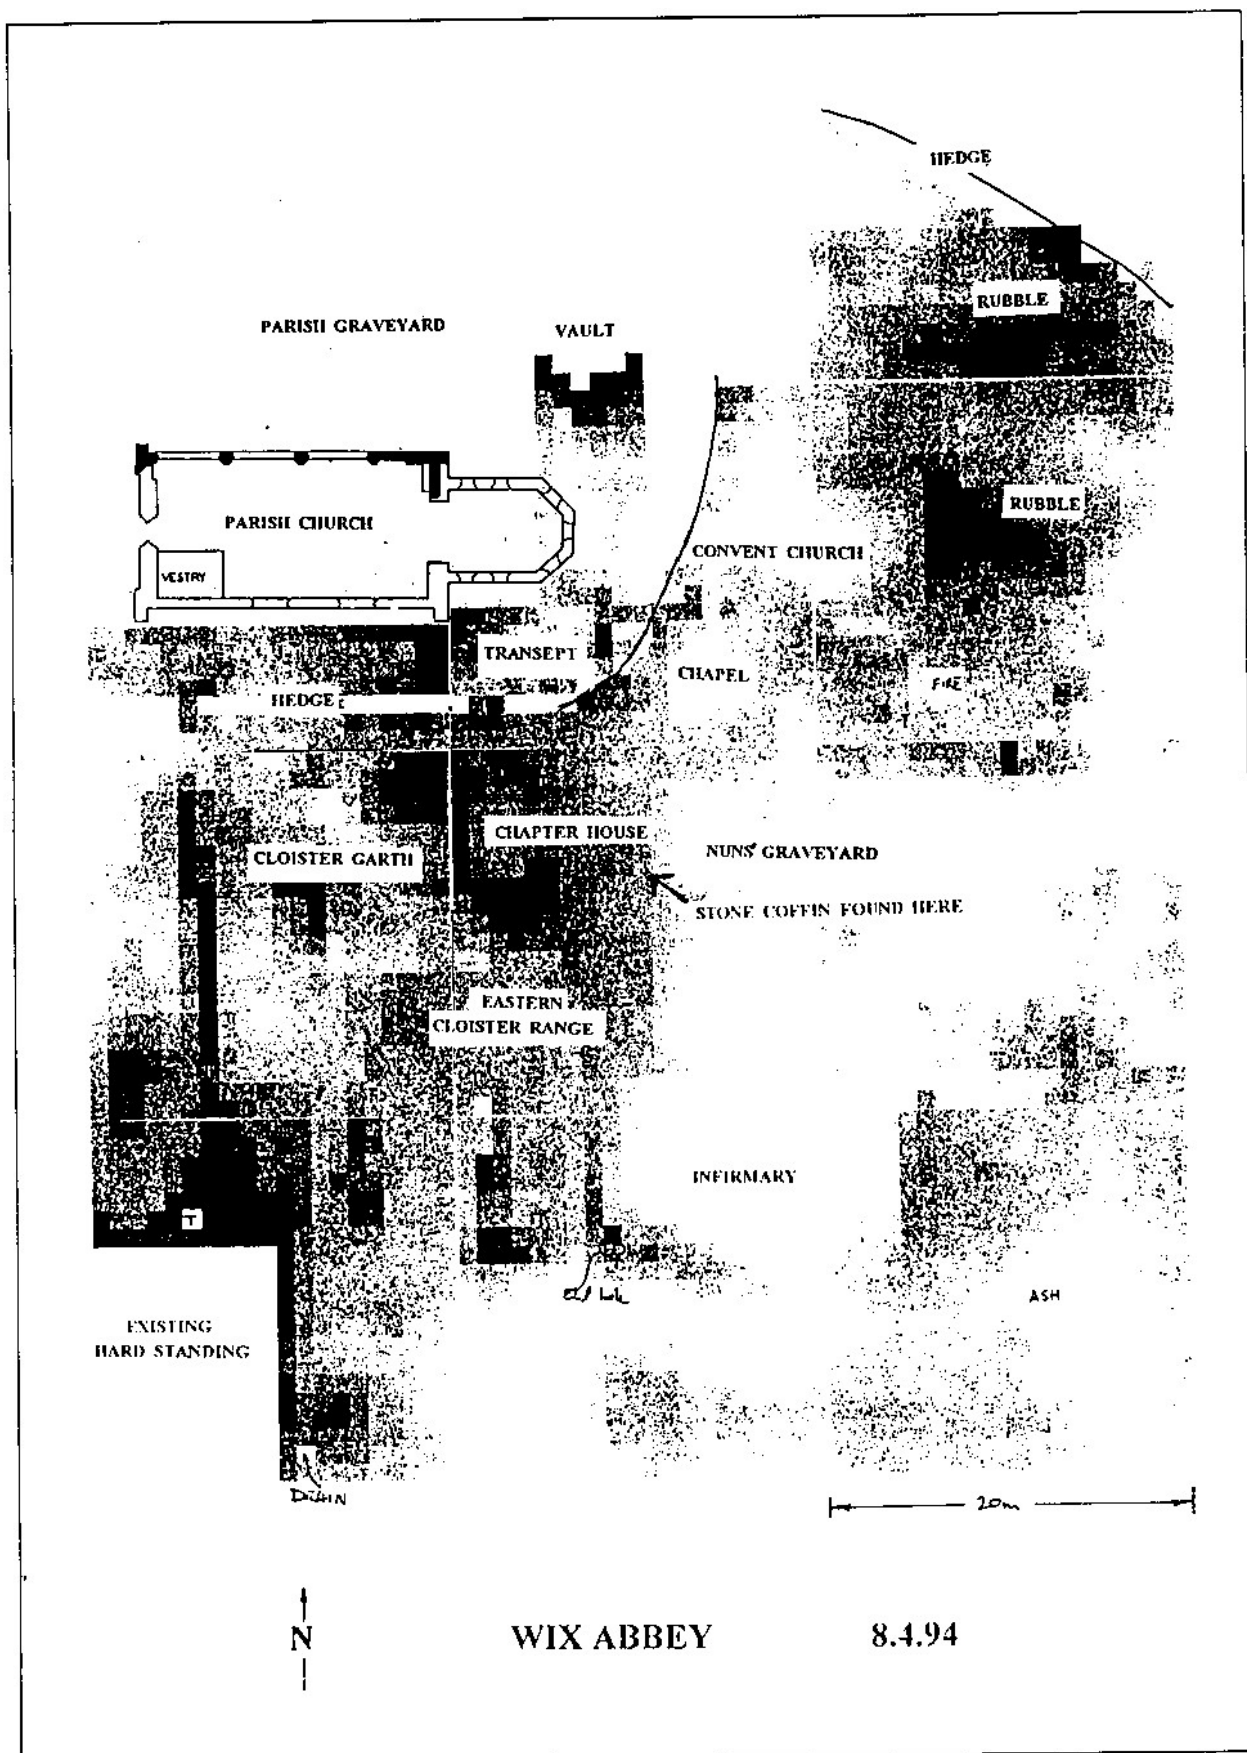 HEDGE
RUBBLE
PARISH GRAVEYARD
VAULT
RUBBLE
PARISH CHURCH
CONVENT CHURCH
VESTRY
TRANSEPT
CHAPEL
FIRE
HEDGE
CHAPTER HOUSE
CLOISTER GARTH
NUNS' GRAVEYARD
STONE COFFIN FOUND HERE
EASTERN
CLOISTER RANGE
INFIRMARY
T
ASH
EXISTING
HARD STANDING
DRAIN
20m
N
WIX ABBEY
8.4.94